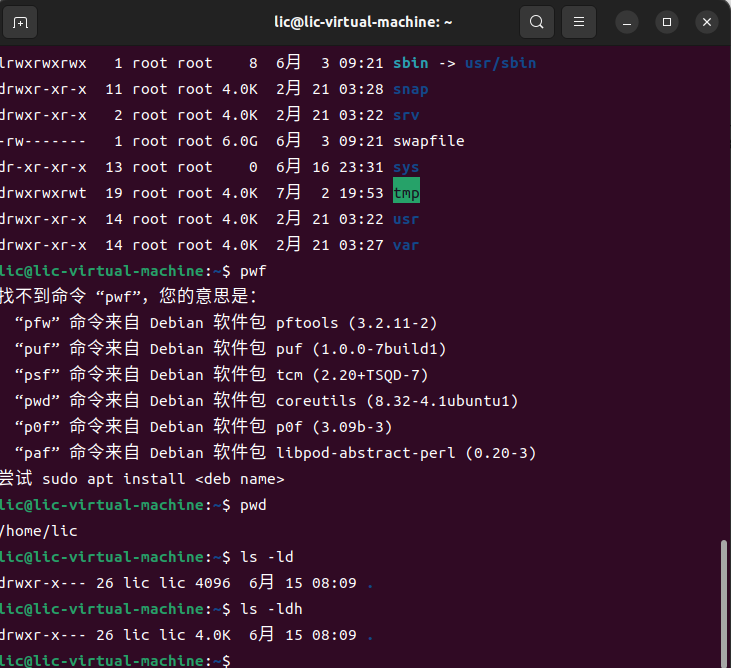 lic@lic-virtual-machine: ~
lrwxrwxrwx   1 root root    8  6月  3 09:21 sbin -> usr/sbin
drwxr-xr-x  11 root root 4.0K  2月 21 03:28 snap
drwxr-xr-x   2 root root 4.0K  2月 21 03:22 srv
-rw-------   1 root root 6.0G  6月  3 09:21 swapfile
dr-xr-xr-x  13 root root    0  6月 16 23:31 sys
drwxrwxrwt  19 root root 4.0K  7月  2 19:53 tmp
drwxr-xr-x  14 root root 4.0K  2月 21 03:22 usr
drwxr-xr-x  14 root root 4.0K  2月 21 03:27 var
lic@lic-virtual-machine:~$ pwf
找不到命令 “pwf”，您的意思是：
  “pfw” 命令来自 Debian 软件包 pftools (3.2.11-2)
  “puf” 命令来自 Debian 软件包 puf (1.0.0-7build1)
  “psf” 命令来自 Debian 软件包 tcm (2.20+TSQD-7)
  “pwd” 命令来自 Debian 软件包 coreutils (8.32-4.1ubuntu1)
  “p0f” 命令来自 Debian 软件包 p0f (3.09b-3)
  “paf” 命令来自 Debian 软件包 libpod-abstract-perl (0.20-3)
尝试 sudo apt install <deb name>
lic@lic-virtual-machine:~$ pwd
/home/lic
lic@lic-virtual-machine:~$ ls -ld
drwxr-x--- 26 lic lic 4096  6月 15 08:09 .
lic@lic-virtual-machine:~$ ls -ldh
drwxr-x--- 26 lic lic 4.0K  6月 15 08:09 .
lic@lic-virtual-machine:~$